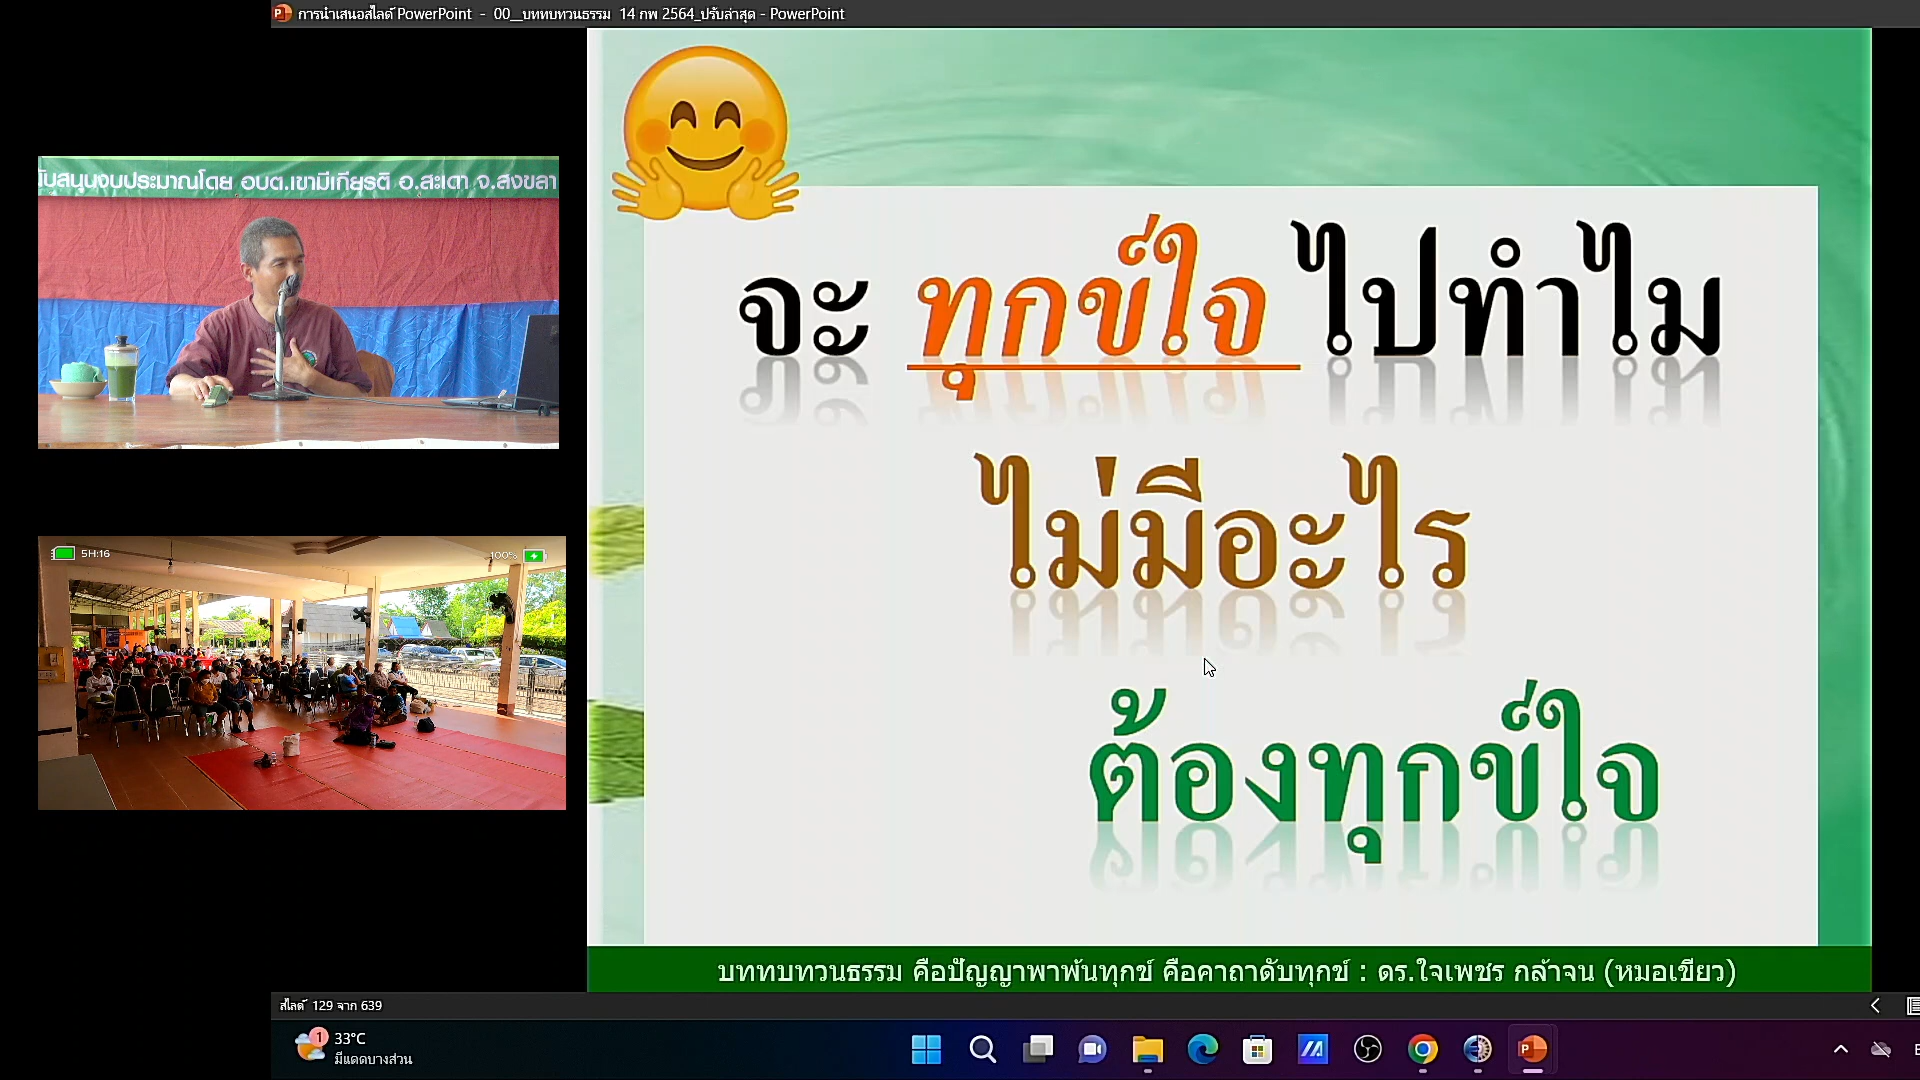 การนำเสนอสไลด์ PowerPoint - 00__บททบทวนธรรม 14 กพ 2564_ปรับล่าสุด - PowerPoint
นับสนุนงบประมาณโดย อบต.เขามีเกียรติ อ.สะเดา จ.สงขลา
5H:16
100%
จะ ทุกข์ใจ ไปทำไม
ไม่มีอะไร
ต้องทุกข์ใจ
บททบทวนธรรม คือปัญญาพาพ้นทุกข์ คือคาถาดับทุกข์ : ดร.ใจเพชร กล้าจน (หมอเขียว)
สไลด์ 129 จาก 639
1
33°C
มีแดดบางส่วน